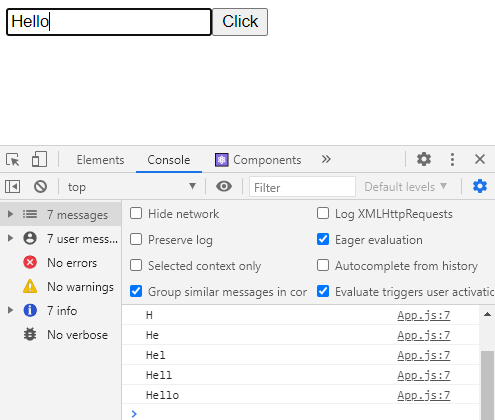 Hello Click
Elements Console Components »
top Filter Default levels
7 messages
7 user mess...
No errors
No warnings
7 info
No verbose
Hide network Log XMLHttpRequests
Preserve log Eager evaluation
Selected context only Autocomplete from history
Group similar messages in cor Evaluate triggers user activatic
H App.js:7
He App.js:7
Hel App.js:7
Hell App.js:7
Hello App.js:7
>